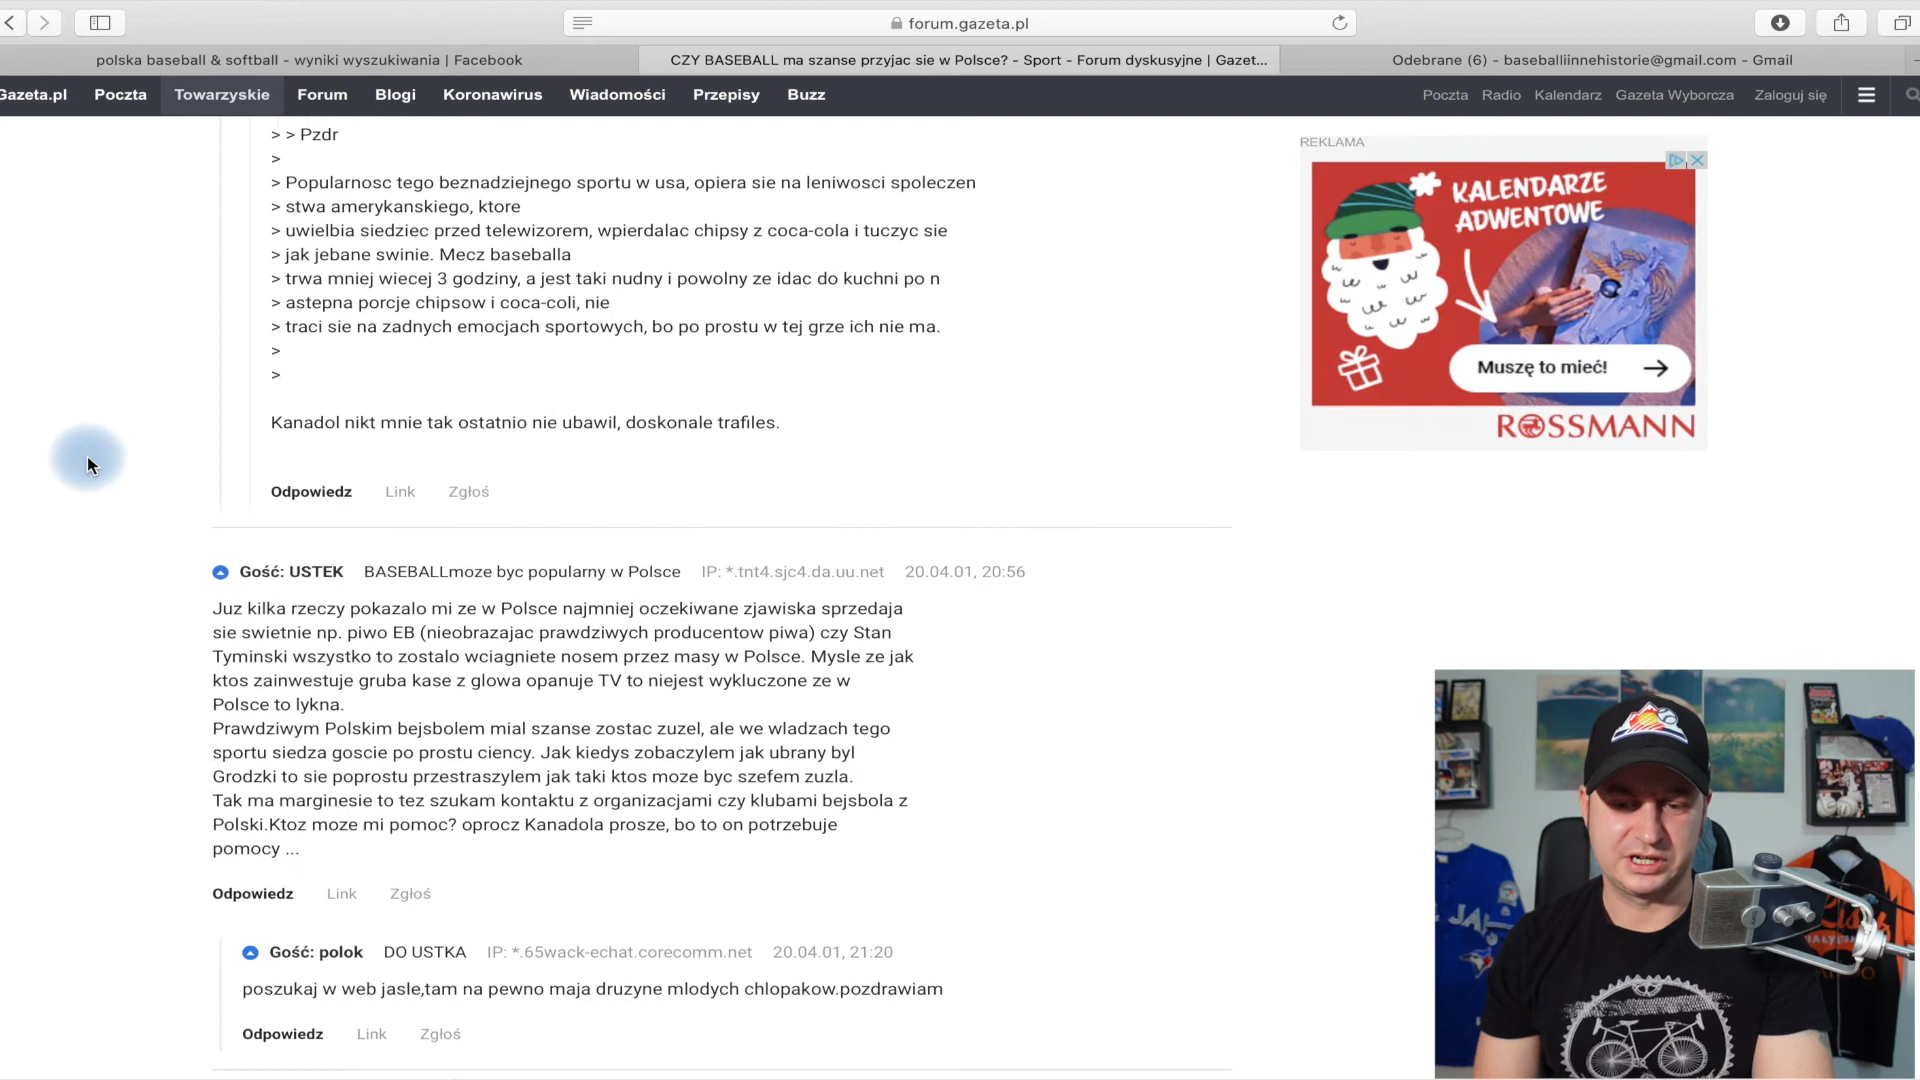 forum.gazeta.pl
polska baseball & softball - wyniki wyszukiwania | Facebook
CZY BASEBALL ma szanse przyjac sie w Polsce? - Sport - Forum dyskusyjne | Gazet...
Odebrane (6) - baseballiinnehistorie@gmail.com - Gmail
Gazeta.pl Poczta Towarzyskie Forum Blogi Koronawirus Wiadomości Przepisy Buzz
Poczta Radio Kalendarz Gazeta Wyborcza Zaloguj się
> > Pzdr
>
> Popularnosc tego beznadziejnego sportu w usa, opiera sie na leniwosci spoleczen
> stwa amerykanskiego, ktore
> uwielbia siedziec przed telewizorem, wpierdalac chipsy z coca-cola i tuczyc sie
> jak jebane swinie. Mecz baseballa
> trwa mniej wiecej 3 godziny, a jest taki nudny i powolny ze idac do kuchni po n
> astepna porcje chipsow i coca-coli, nie
> traci sie na zadnych emocjach sportowych, bo po prostu w tej grze ich nie ma.
>
>
Kanadol nikt mnie tak ostatnio nie ubawil, doskonale trafiles.
Odpowiedz Link Zgłoś
Gość: USTEK BASEBALLmoze byc popularny w Polsce IP: *.tnt4.sjc4.da.uu.net 20.04.01, 20:56
Juz kilka rzeczy pokazalo mi ze w Polsce najmniej oczekiwane zjawiska sprzedaja
sie swietnie np. piwo EB (nieobrazajac prawdziwych producentow piwa) czy Stan
Tyminski wszystko to zostalo wciagniete nosem przez masy w Polsce. Mysle ze jak
ktos zainwestuje gruba kase z glowa opanuje TV to niejest wykluczone ze w
Polsce to lykna.
Prawdziwym Polskim bejsbolem mial szanse zostac zuzel, ale we wladzach tego
sportu siedza goscie po prostu ciency. Jak kiedys zobaczylem jak ubrany byl
Grodzki to sie poprostu przestraszylem jak taki ktos moze byc szefem zuzla.
Tak ma marginesie to tez szukam kontaktu z organizacjami czy klubami bejsbola z
Polski.Ktoz moze mi pomoc? oprocz Kanadola prosze, bo to on potrzebuje
pomocy ...
Odpowiedz Link Zgłoś
Gość: polok DO USTKA IP: *.65wack-echat.corecomm.net 20.04.01, 21:20
poszukaj w web jasle,tam na pewno maja druzyne mlodych chlopakow.pozdrawiam
Odpowiedz Link Zgłoś
REKLAMA
KALENDARZE
ADWENTOWE
Muszę to mieć!
ROSSMANN